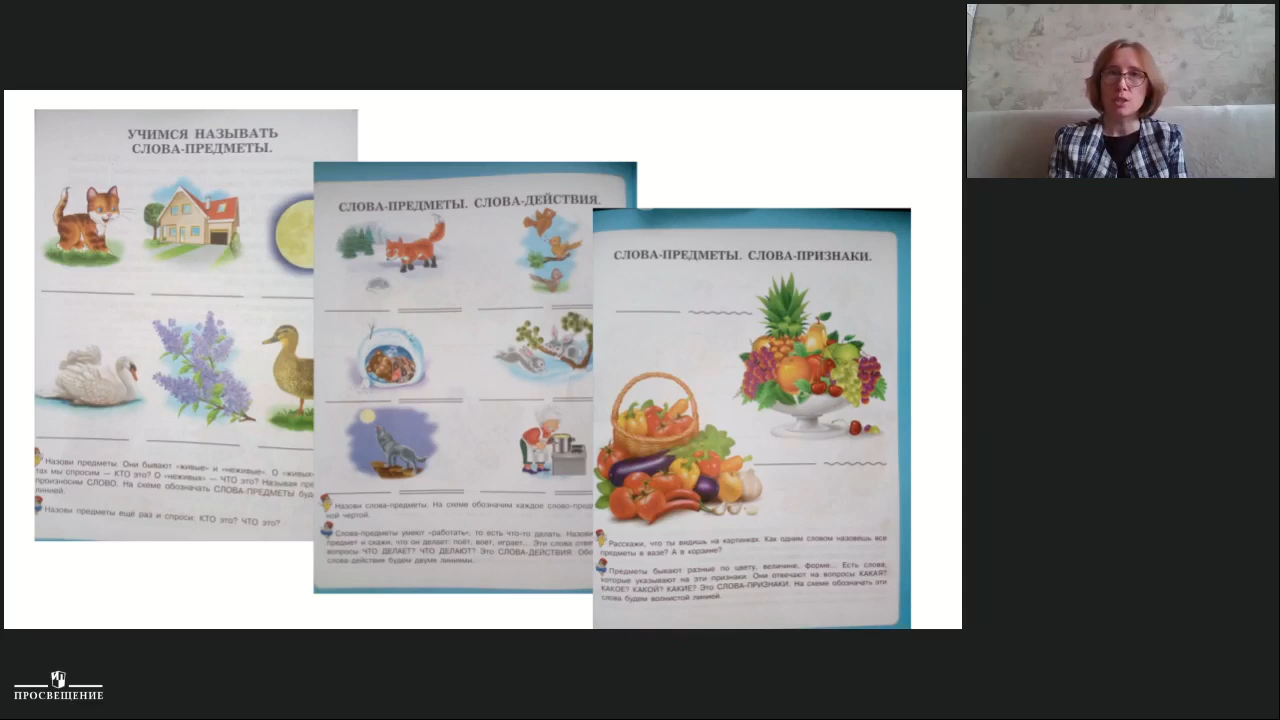 УЧИМСЯ НАЗЫВАТЬ
СЛОВА-ПРЕДМЕТЫ.
Назови предметы. Они бывают «живые» и «неживые». О «живых»
тах мы спросим — КТО это? О «неживых» — ЧТО это? Называя
произносим СЛОВО. На схеме обозначать СЛОВА-ПРЕДМЕТЫ
линией.
Назови предметы ещё раз и спроси: КТО это? ЧТО это?
СЛОВА-ПРЕДМЕТЫ. СЛОВА-ДЕЙСТВИЯ.
Назови слова-предметы. На схеме обозначим каждое
ной чертой.
Слова-предметы умеют «работать», то есть что-то делать.
предмет и скажи, что он делает: поёт, воет, играет... Эти слова
вопросы ЧТО ДЕЛАЕТ? ЧТО ДЕЛАЮТ? Это СЛОВА-ДЕЙСТВИЯ.
слова-действия будем двумя линиями.
СЛОВА-ПРЕДМЕТЫ. СЛОВА-ПРИЗНАКИ.
Расскажи, что ты видишь на картинках. Как одним словом назовёшь все
предметы в вазе? А в корзине?
Предметы бывают разные по цвету, величине, форме... Есть слова,
которые указывают на эти признаки. Они отвечают на вопросы КАКАЯ?
КАКОЕ? КАКОЙ? КАКИЕ? Это СЛОВА-ПРИЗНАКИ. На схеме обозначать эти
слова будем волнистой линией.
ПРОСВЕЩЕНИЕ